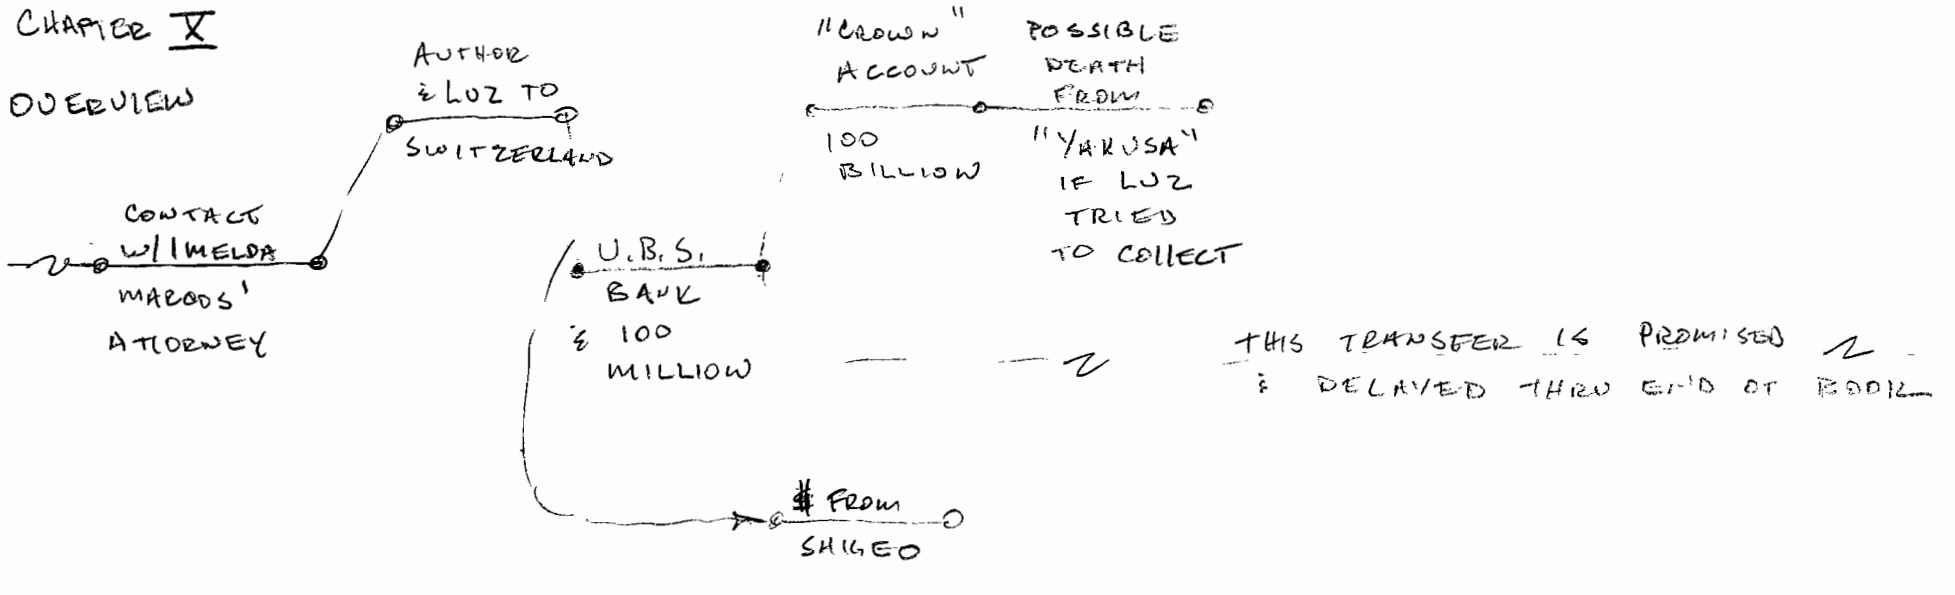 CHAPTER X
OVERVIEW
CONTACT
W/ IMELDA
MARCOS'
ATTORNEY
AUTHOR
& LUZ TO
SWITZERLAND
U.B.S.
BANK
& 100
MILLION
"CROWN"
ACCOUNT
100
BILLION
POSSIBLE
DEATH
FROM
"YAKUSA"
IF LUZ
TRIED
TO COLLECT
THIS TRANSFER IS PROMISED
& DELAYED THRU END OF BOOK
$ FROM
SHIGEO